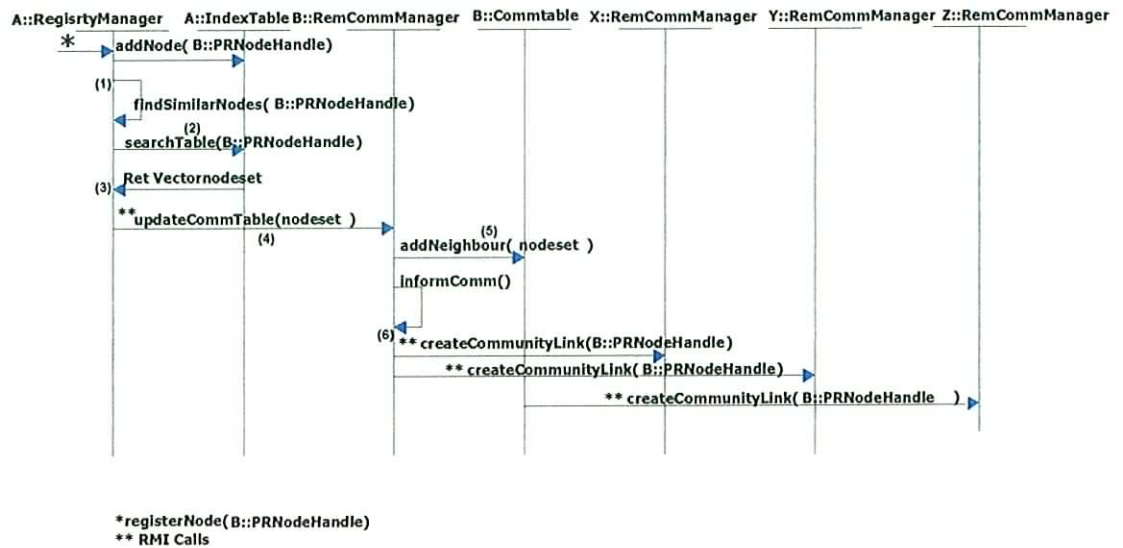 A::RegisrtyManager A::IndexTable B::RemCommManager B::Commtable X::RemCommManager Y::RemCommManager Z::RemCommManager
*
addNode( B::PRNodeHandle)
(1)
findSimilarNodes( B::PRNodeHandle)
(2)
searchTable(B::PRNodeHandle)
(3) Ret Vectornodeset
**updateCommTable(nodeset )
(4)
(5)
addNeighbour( nodeset )
informComm()
(6) ** createCommunityLink(B::PRNodeHandle)
** createCommunityLink( B::PRNodeHandle)
** createCommunityLink( B::PRNodeHandle )
*registerNode( B::PRNodeHandle)
** RMI Calls